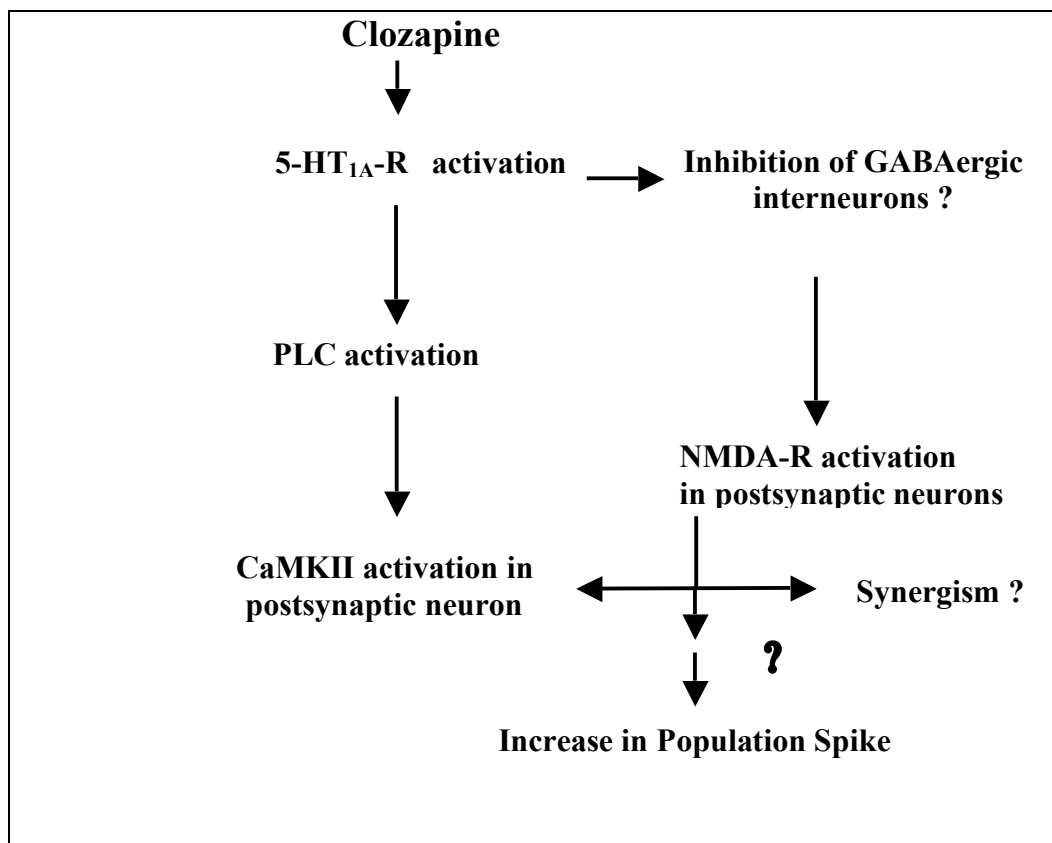 Clozapine
5-HT1A-R activation
Inhibition of GABAergic
interneurons ?
PLC activation
NMDA-R activation
in postsynaptic neurons
CaMKII activation in
postsynaptic neuron
Synergism ?
?
Increase in Population Spike